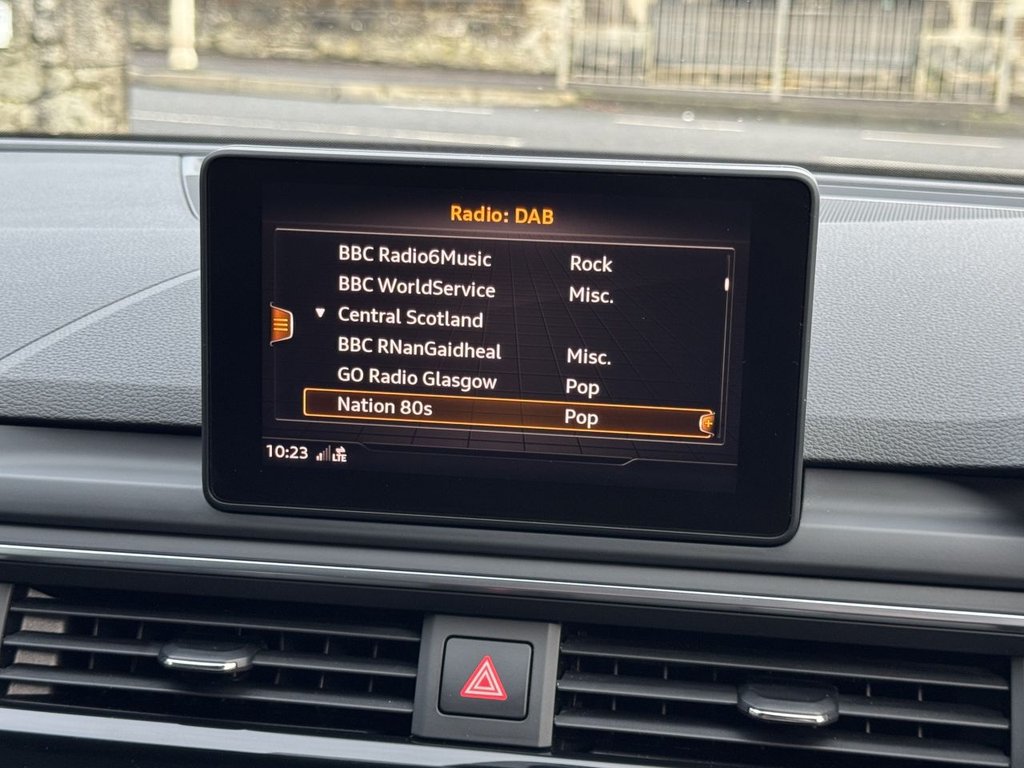 Radio: DAB
BBC Radio6Music Rock
BBC WorldService Misc.
Central Scotland
BBC RNanGaidheal Misc.
GO Radio Glasgow Pop
Nation 80s Pop
10:23 LTE